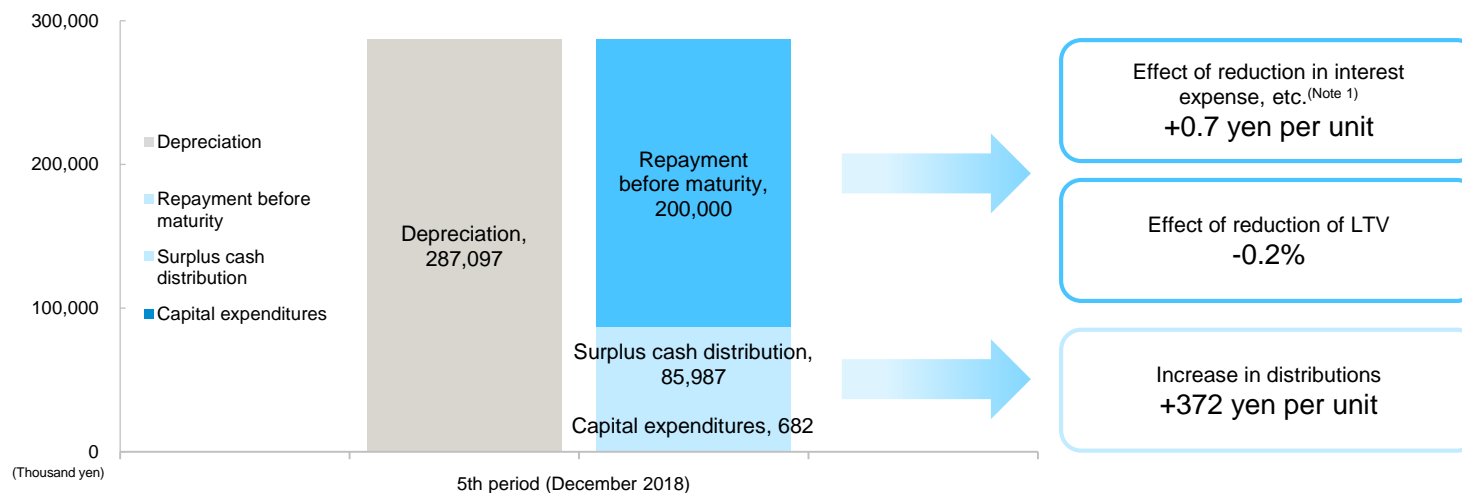 300,000
200,000
100,000
0
(Thousand yen)
Depreciation
Repayment before
maturity
Surplus cash
distribution
Capital expenditures
Depreciation,
287,097
Repayment
before maturity,
200,000
Surplus cash distribution,
85,987
Capital expenditures, 682
5th period (December 2018)
Effect of reduction in interest
expense, etc.(Note 1)
+0.7 yen per unit
Effect of reduction of LTV
-0.2%
Increase in distributions
+372 yen per unit